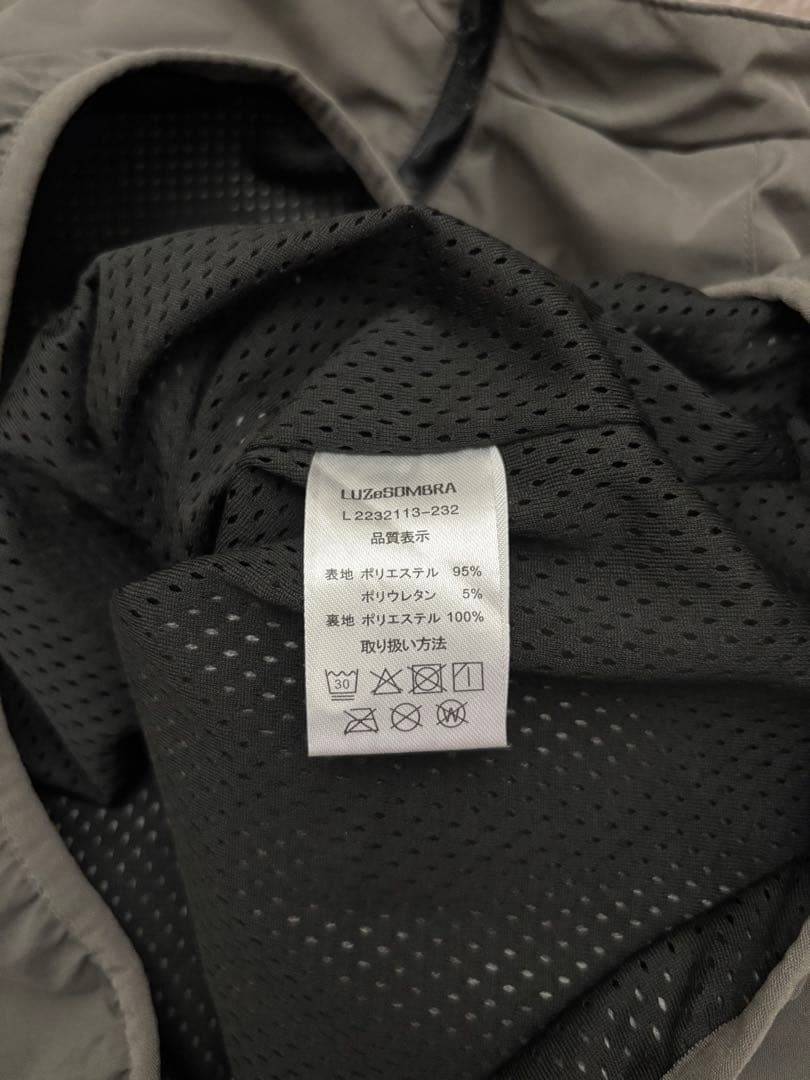 LUZeSOMBRA
L2232113-232
品質表示
表地 ポリエステル 95%
ポリウレタン 5%
裏地 ポリエステル 100%
取り扱い方法
30
W